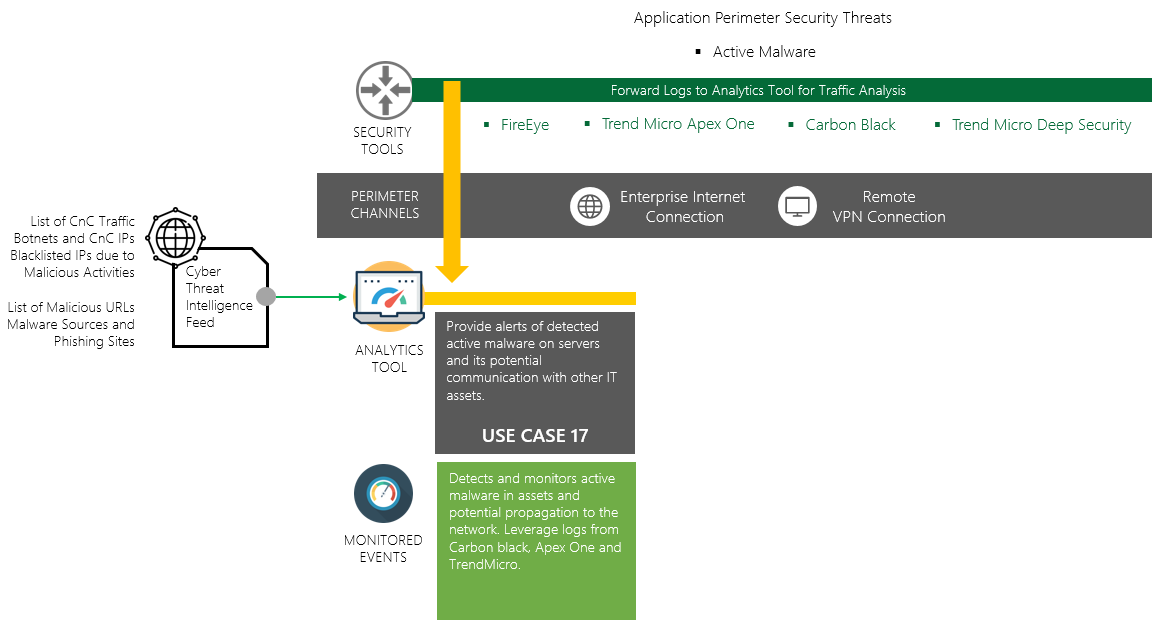 Application Perimeter Security Threats
▪ Active Malware
Forward Logs to Analytics Tool for Traffic Analysis
SECURITY
TOOLS
▪ FireEye
▪ Trend Micro Apex One
▪ Carbon Black
▪ Trend Micro Deep Security
PERIMETER
CHANNELS
Enterprise Internet
Connection
Remote
VPN Connection
List of CnC Traffic
Botnets and CnC IPs
Blacklisted IPs due to
Malicious Activities
List of Malicious URLs
Malware Sources and
Phishing Sites
Cyber
Threat
Intelligence
Feed
ANALYTICS
TOOL
Provide alerts of detected
active malware on servers
and its potential
communication with other IT
assets.
USE CASE 17
MONITORED
EVENTS
Detects and monitors active
malware in assets and
potential propagation to the
network. Leverage logs from
Carbon black, Apex One and
TrendMicro.